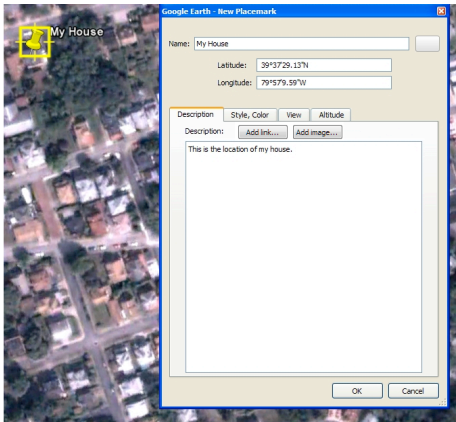 My House
Google Earth - New Placemark
Name: My House
Latitude: 39°37'29.13"N
Longitude: 79°57'9.59"W
Description Style, Color View Altitude
Description: Add link... Add image...
This is the location of my house.
OK Cancel